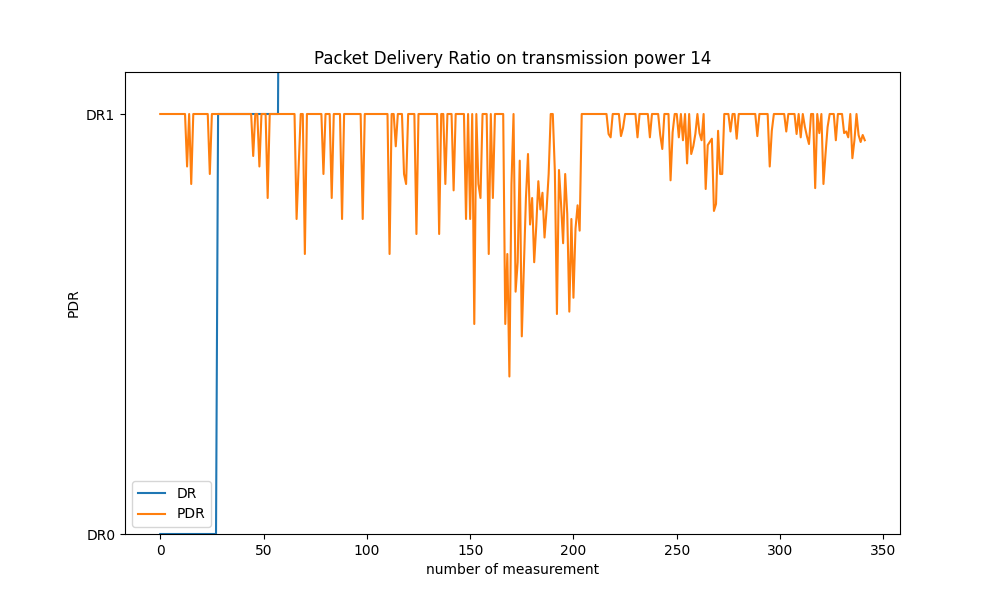 Packet Delivery Ratio on transmission power 14
DR1
PDR
DR0
DR
PDR
0 50 100 150 200 250 300 350
number of measurement